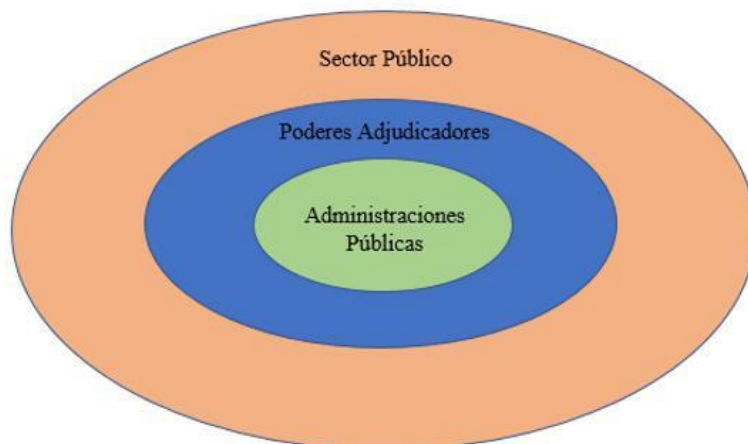 Sector Público
Poderes Adjudicadores
Administraciones
Públicas